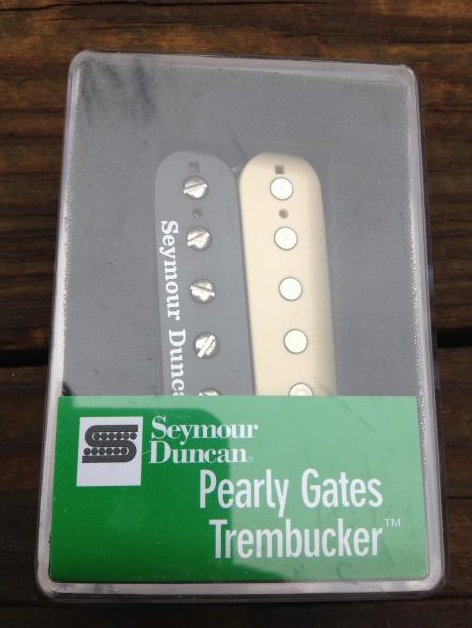 Seymour Duncan
Seymour
Duncan®
Pearly Gates
Trembucker™